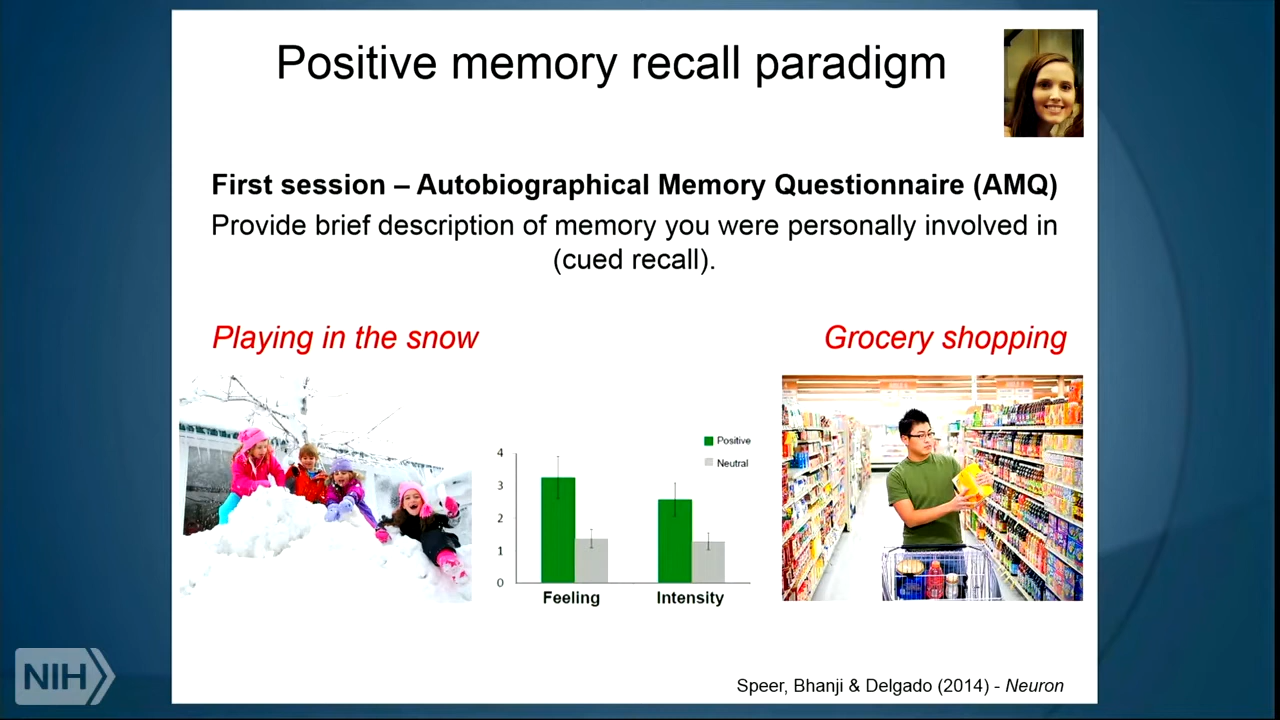 Positive memory recall paradigm
First session – Autobiographical Memory Questionnaire (AMQ)
Provide brief description of memory you were personally involved in
(cued recall).
Playing in the snow
Grocery shopping
Positive
Neutral
4
3
2
1
0
Feeling
Intensity
Speer, Bhanji & Delgado (2014) - Neuron
NIH